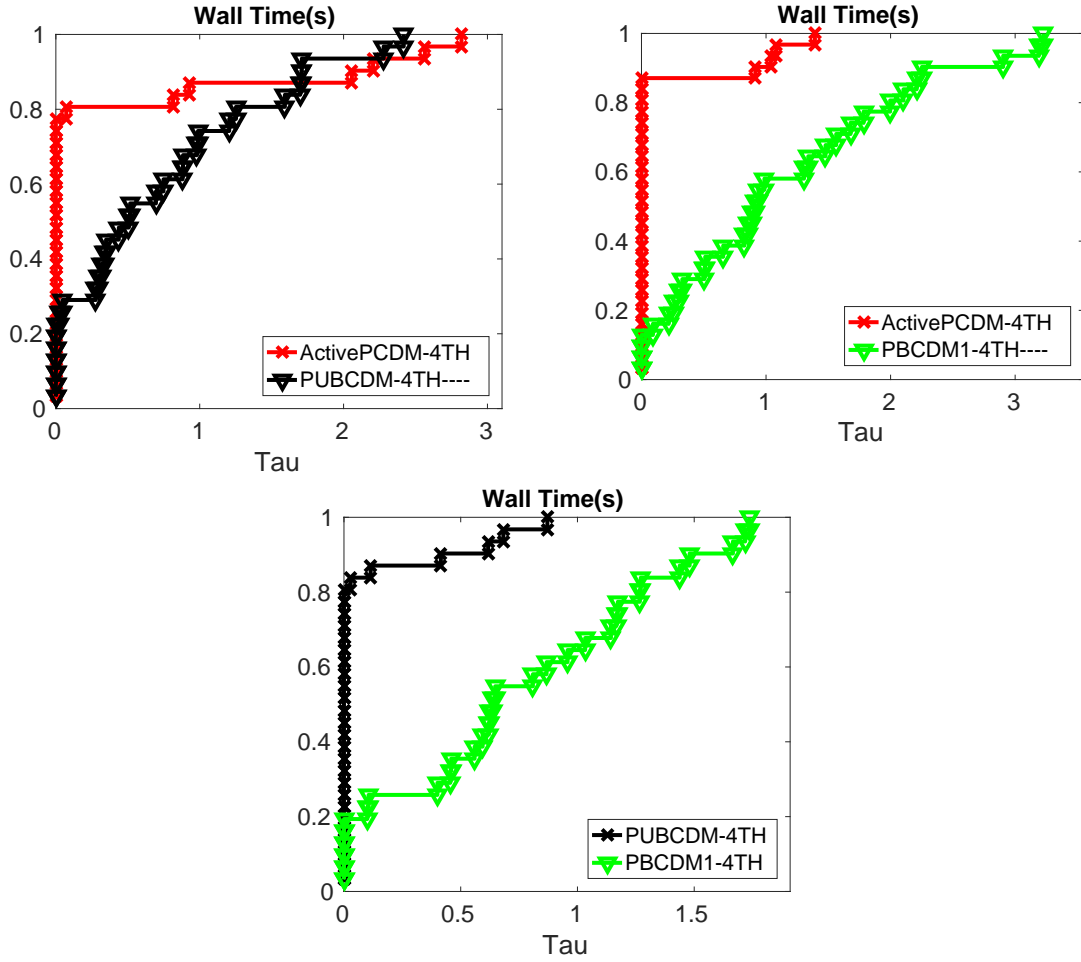 Wall Time(s)
1
0.8
0.6
0.4
0.2
0
0 1 2 3
Tau
ActivePCDM-4TH
PUBCDM-4TH----
Wall Time(s)
1
0.8
0.6
0.4
0.2
0
0 1 2 3
Tau
ActivePCDM-4TH
PBCDM1-4TH----
Wall Time(s)
1
0.8
0.6
0.4
0.2
0
0 0.5 1 1.5
Tau
PUBCDM-4TH
PBCDM1-4TH